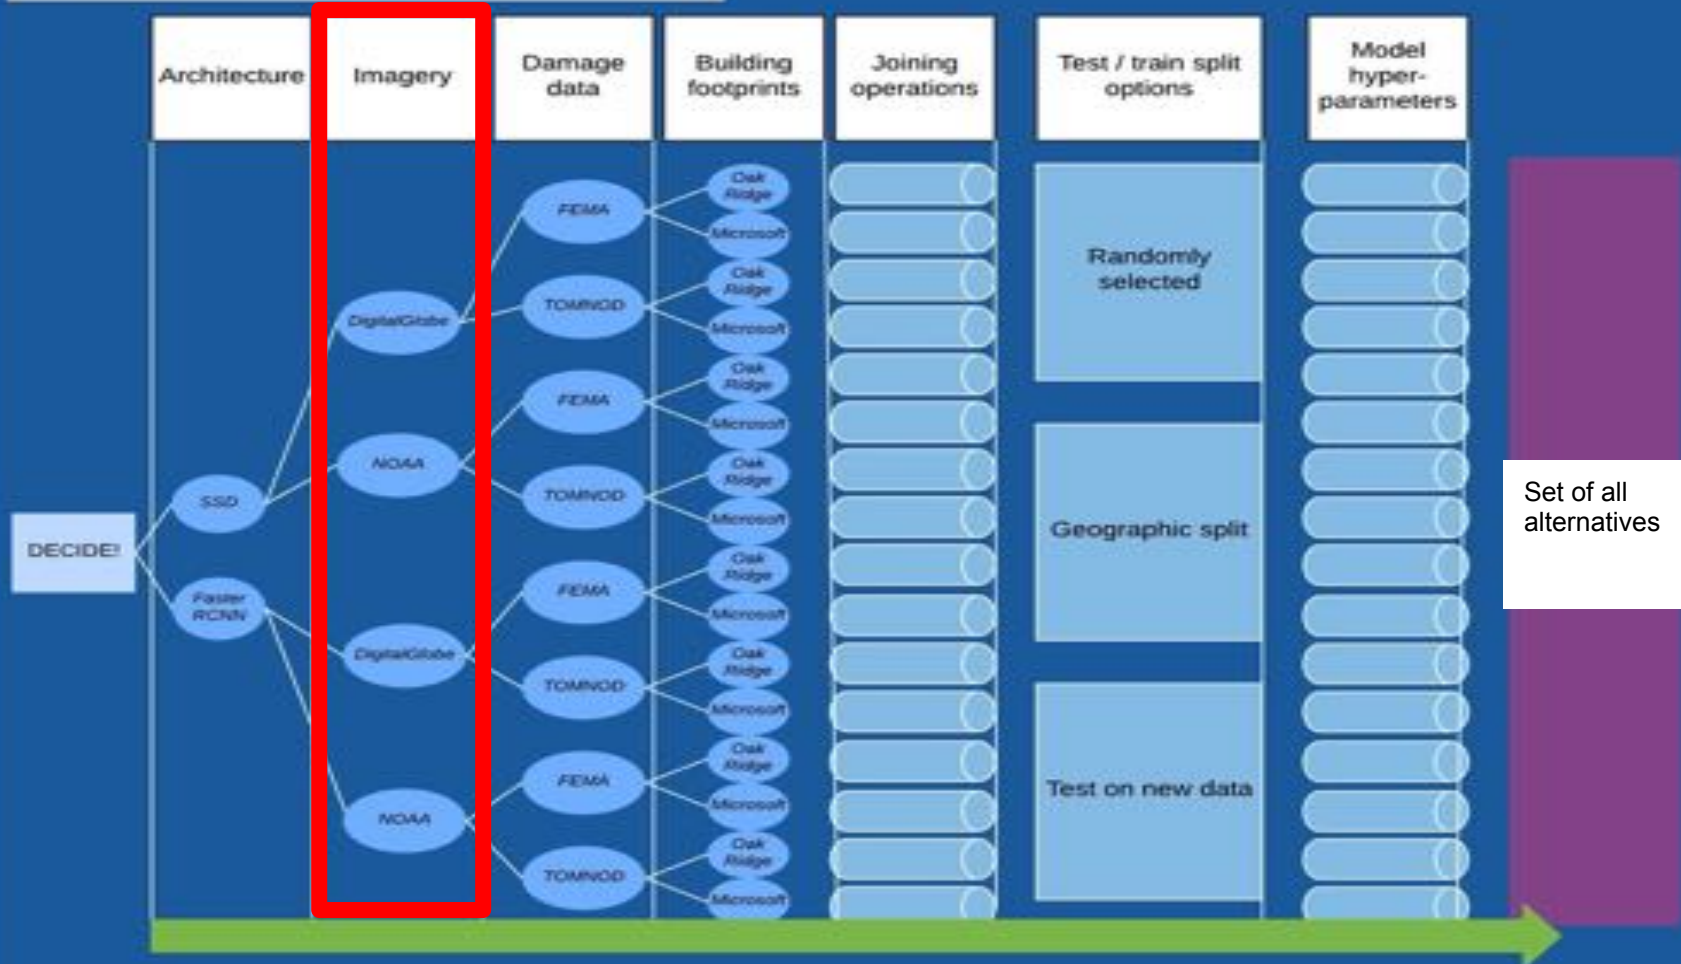 Architecture
Imagery
Damage
data
Building
footprints
Joining
operations
Test / train split
options
Model
hyper-
parameters
DECIDE!
SSD
Faster
RCNN
DigitalGlobe
NOAA
DigitalGlobe
NOAA
FEMA
TOMNOD
FEMA
TOMNOD
FEMA
TOMNOD
FEMA
TOMNOD
Oak
Ridge
Microsoft
Oak
Ridge
Microsoft
Oak
Ridge
Microsoft
Oak
Ridge
Microsoft
Oak
Ridge
Microsoft
Oak
Ridge
Microsoft
Oak
Ridge
Microsoft
Oak
Ridge
Microsoft
Randomly
selected
Geographic split
Test on new data
Set of all
alternatives